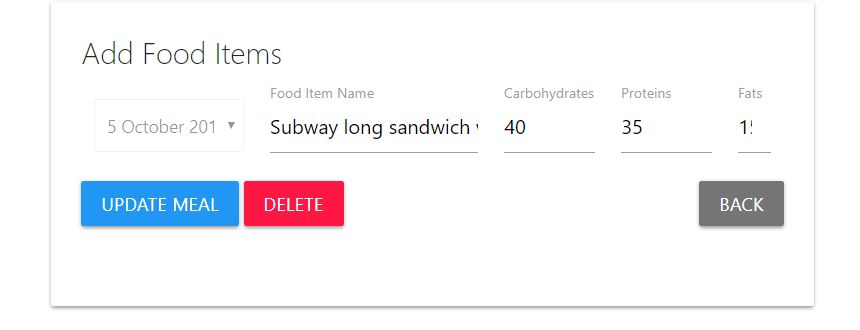 Add Food Items
Food Item Name Carbohydrates Proteins Fats
5 October 201 Subway long sandwich 40 35
UPDATE MEAL DELETE BACK